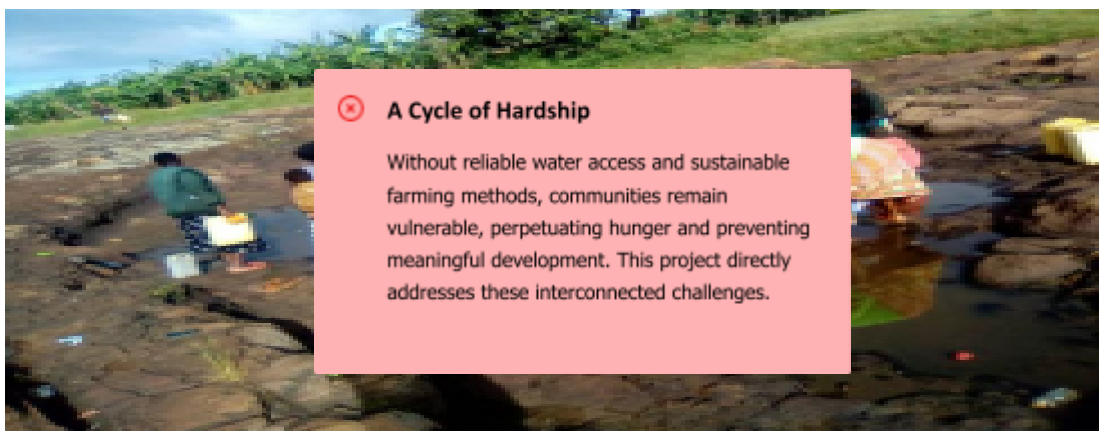 A Cycle of Hardship
Without reliable water access and sustainable
farming methods, communities remain
vulnerable, perpetuating hunger and preventing
meaningful development. This project directly
addresses these interconnected challenges.